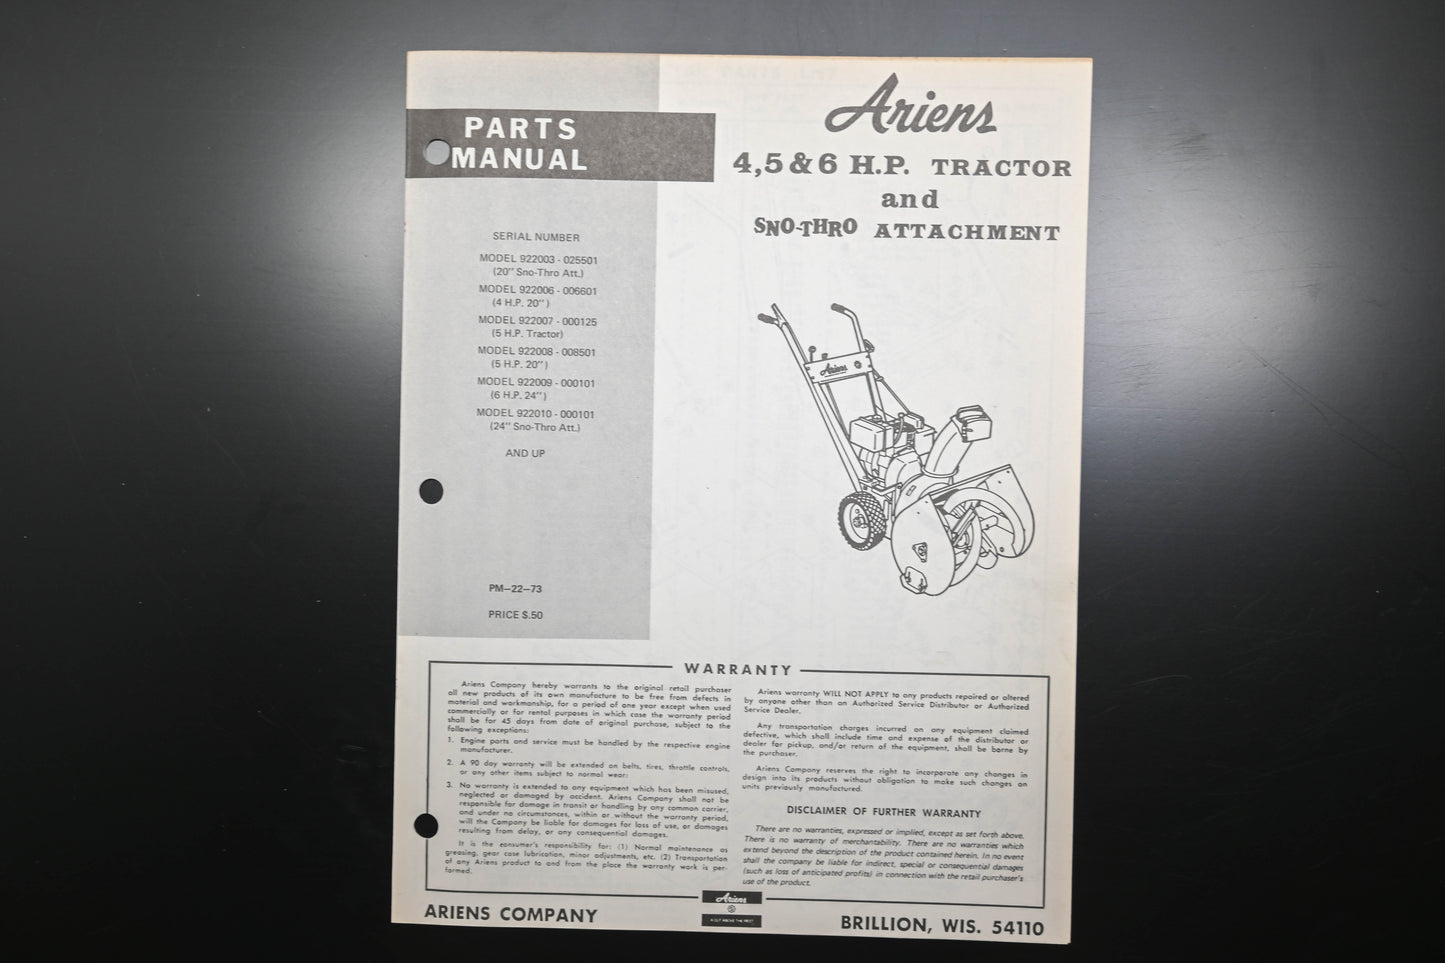 PARTS
MANUAL
SERIAL NUMBER
MODEL 922003 - 025501
(20" Sno-Thro Att.)
MODEL 922006 - 006601
(4 H.P. 20")
MODEL 922007 - 000125
(5 H.P. Tractor)
MODEL 922008 - 008501
(5 H.P. 20")
MODEL 922009 - 000101
(6 H.P. 24")
MODEL 922010 - 000101
(24" Sno-Thro Att.)
AND UP
PM-22-73
PRICE $.50
Ariens
4,5 & 6 H.P. TRACTOR
and
SNO-THRO ATTACHMENT
Ariens
WARRANTY
Ariens Company hereby warrants to the original retail purchaser
all new products of its own manufacture to be free from defects in
material and workmanship, for a period of one year except when used
commercially or for rental purposes in which case the warranty period
shall be for 45 days from date of original purchase, subject to the
following exceptions:
1. Engine parts and service must be handled by the respective engine
manufacturer.
2. A 90 day warranty will be extended on belts, tires, throttle controls,
or any other items subject to normal wear:
3. No warranty is extended to any equipment which has been misused,
neglected or damaged by accident. Ariens Company shall not be
responsible for damage in transit or handling by any common carrier,
and under no circumstances, within or without the warranty period,
will the Company be liable for damages for loss of use, or damages
resulting from delay, or any consequential damages.
It is the consumer's responsibility for: (1) Normal maintenance as
greasing, gear case lubrication, minor adjustments, etc. (2) Transportation
of any Ariens product to and from the place the warranty work is per-
formed.
Ariens warranty WILL NOT APPLY to any products repaired or altered
by anyone other than an Authorized Service Distributor or Authorized
Service Dealer.
Any transportation charges incurred on any equipment claimed
defective, which shall include time and expense of the distributor or
dealer for pickup, and/or return of the equipment, shall be borne by
the purchaser.
Ariens Company reserves the right to incorporate any changes in
design into its products without obligation to make such changes on
units previously manufactured.
DISCLAIMER OF FURTHER WARRANTY
There are no warranties, expressed or implied, except as set forth above.
There is no warranty of merchantability. There are no warranties which
extend beyond the description of the product contained herein. In no event
shall the company be liable for indirect, special or consequential damages
(such as loss of anticipated profits) in connection with the retail purchaser's
use of the product.
ARIENS COMPANY
Ariens
A CUT ABOVE THE REST
BRILLION, WIS. 54110